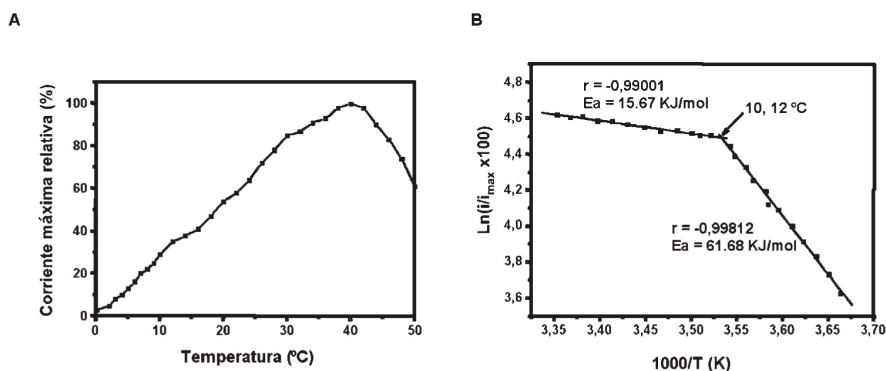 A
Corriente máxima relativa (%)
100
80
60
40
20
0
0 10 20 30 40 50
Temperatura (ºC)
B
Ln(i/imax x100)
4,8
4,6
4,4
4,2
4,0
3,8
3,6
r = -0,99001
Ea = 15.67 KJ/mol
10, 12 ºC
r = -0,99812
Ea = 61.68 KJ/mol
3,35 3,40 3,45 3,50 3,55 3,60 3,65 3,70
1000/T (K)